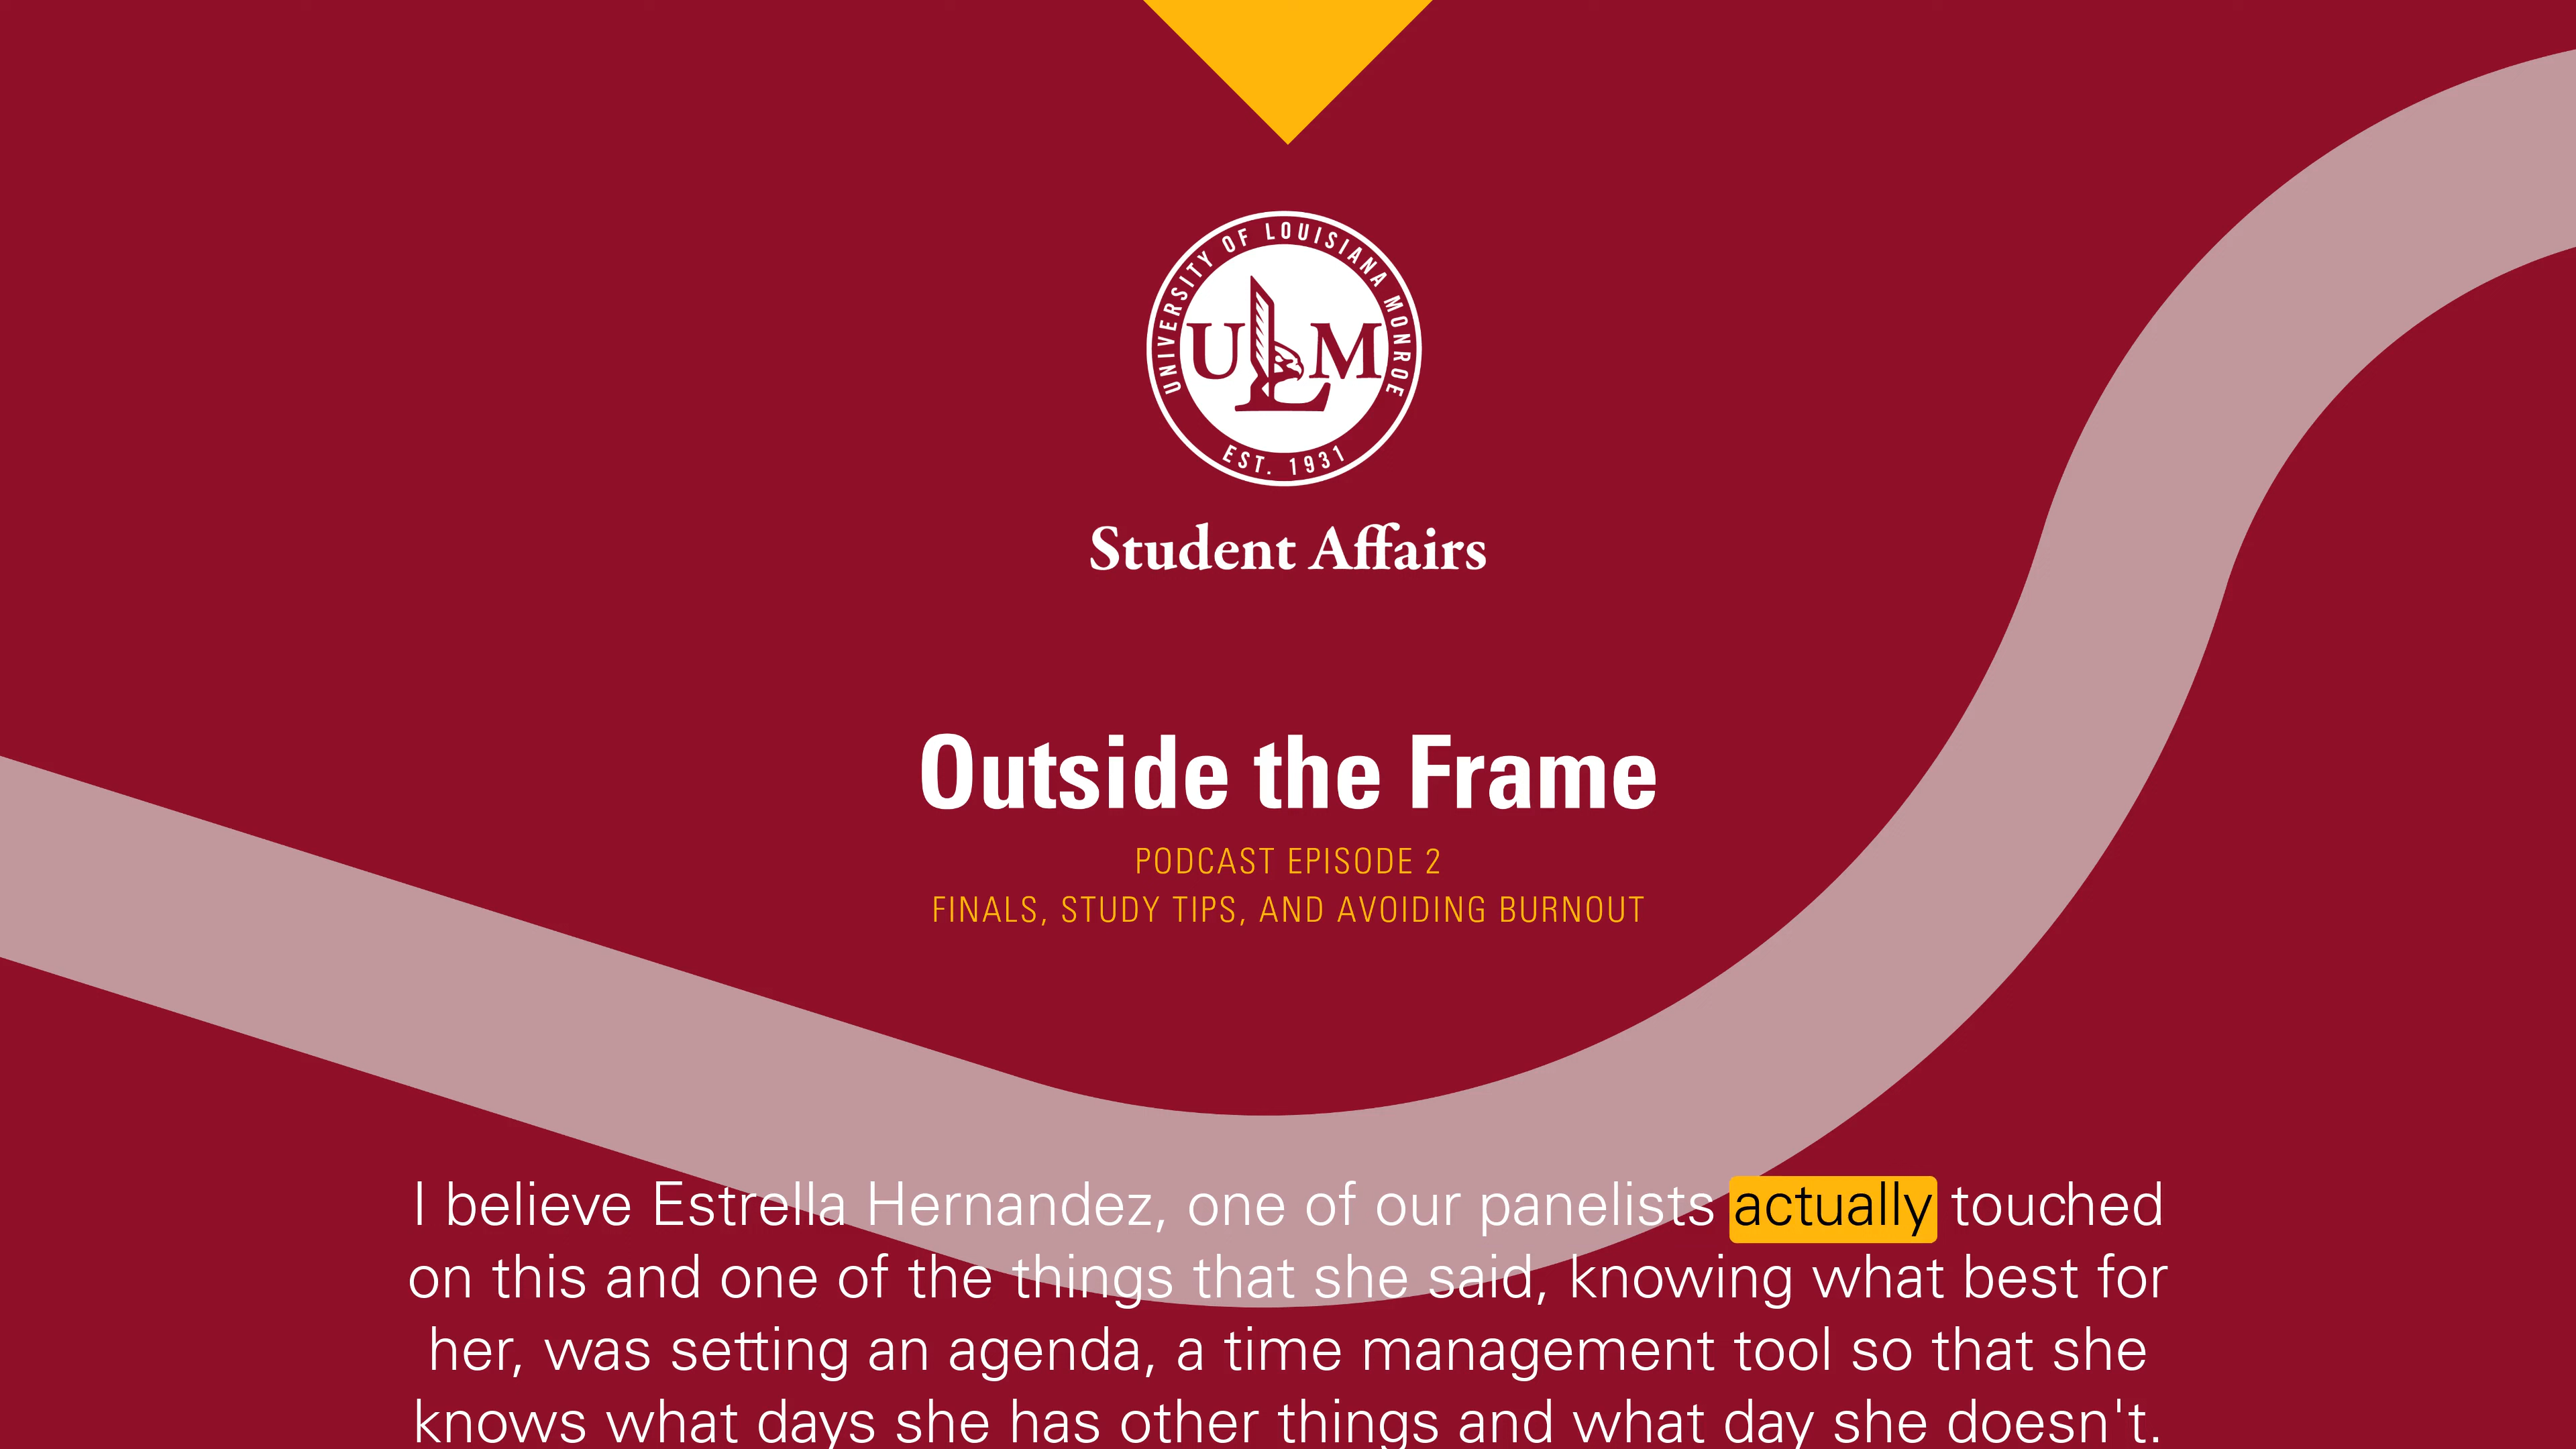 UNIVERSITY OF LOUISIANA MONROE
ULM
EST. 1931
Student Affairs
Outside the Frame
PODCAST EPISODE 2
FINALS, STUDY TIPS, AND AVOIDING BURNOUT
I believe Estrella Hernandez, one of our panelists actually touched
on this and one of the things that she said, knowing what best for
her, was setting an agenda, a time management tool so that she
knows what days she has other things and what day she doesn't.